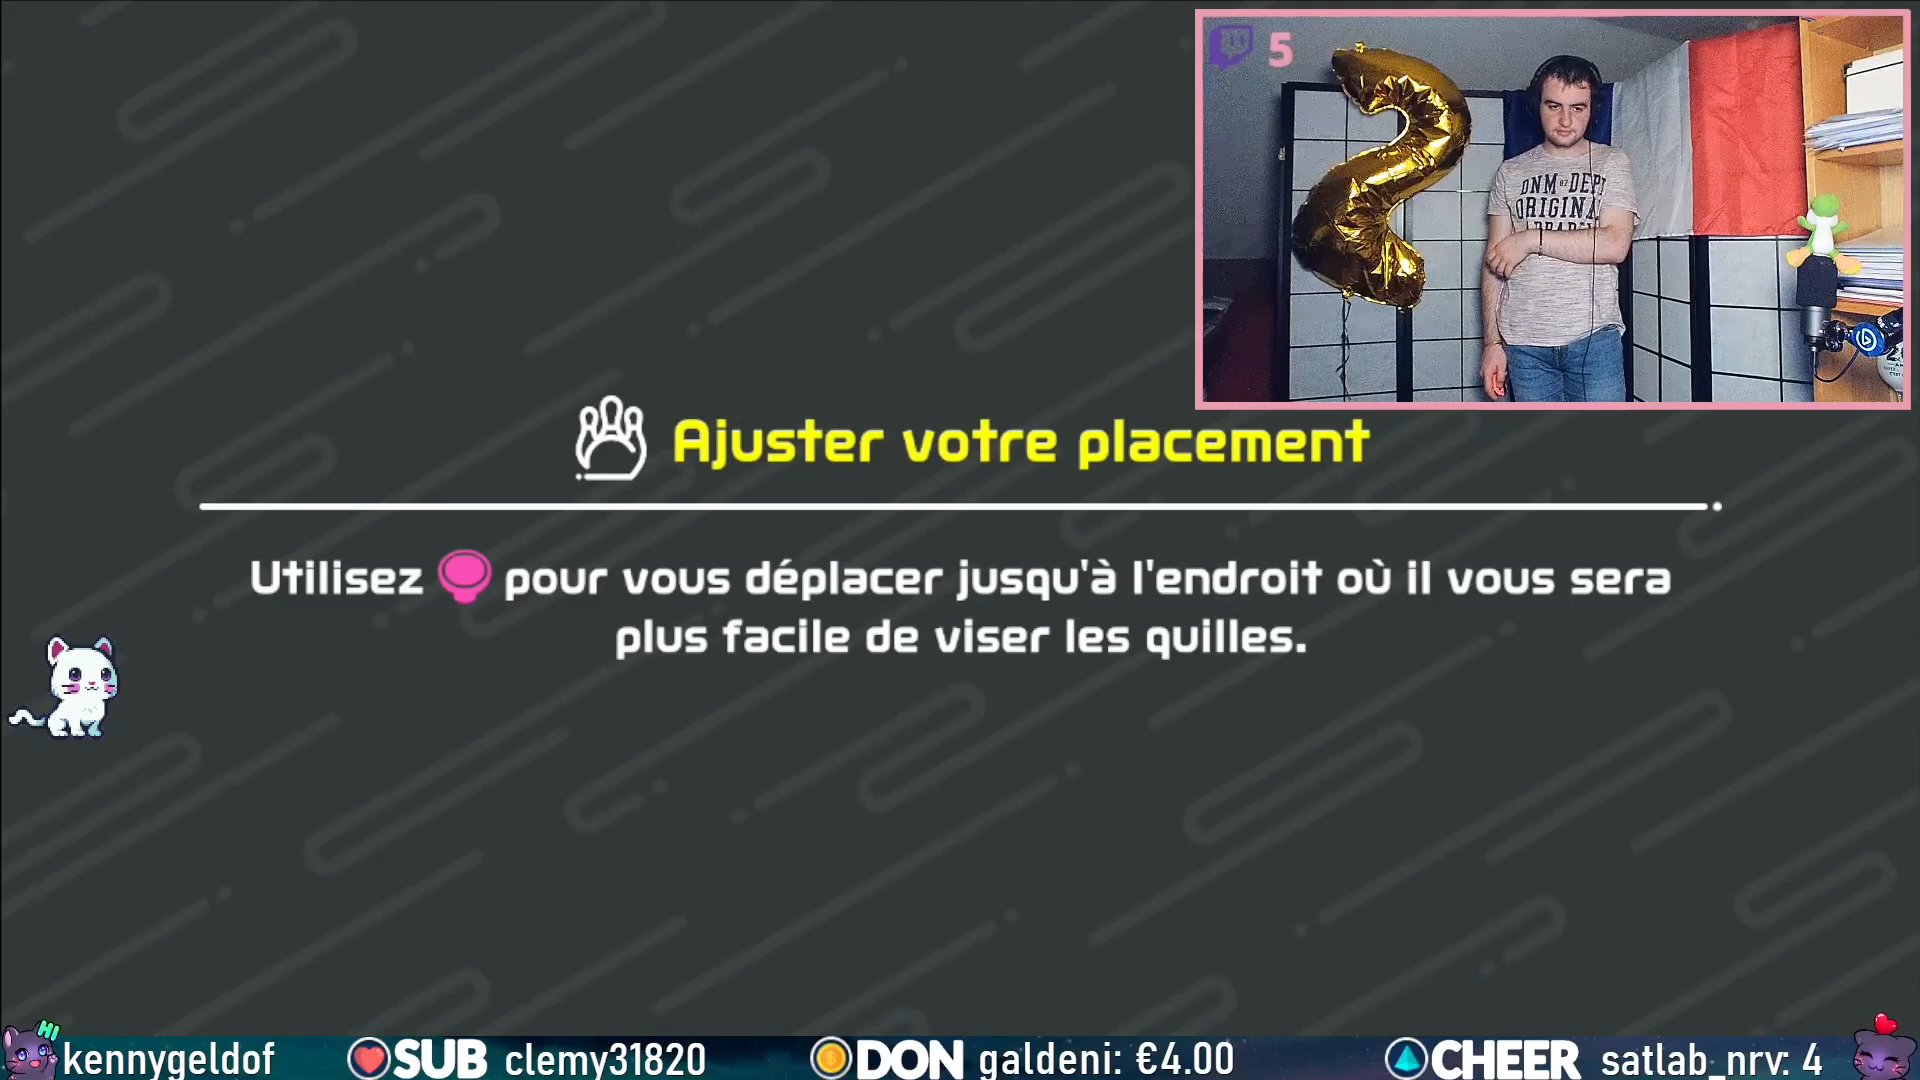 5
DNM DEPT
ORIGINA
Ajuster votre placement
Utilisez pour vous déplacer jusqu'à l'endroit où il vous sera
plus facile de viser les quilles.
HI
kennygeldof
SUB clemy31820
DON galdeni: €4.00
CHEER satlab_nrv: 4